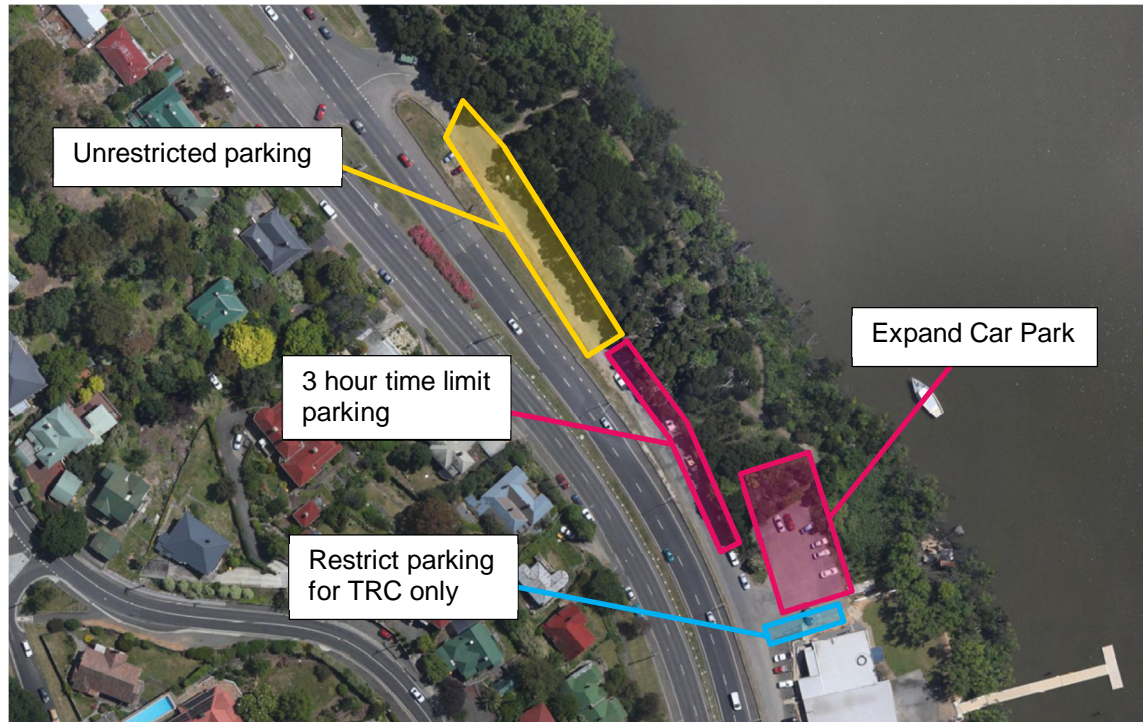 Unrestricted parking
Expand Car Park
3 hour time limit
parking
Restrict parking
for TRC only